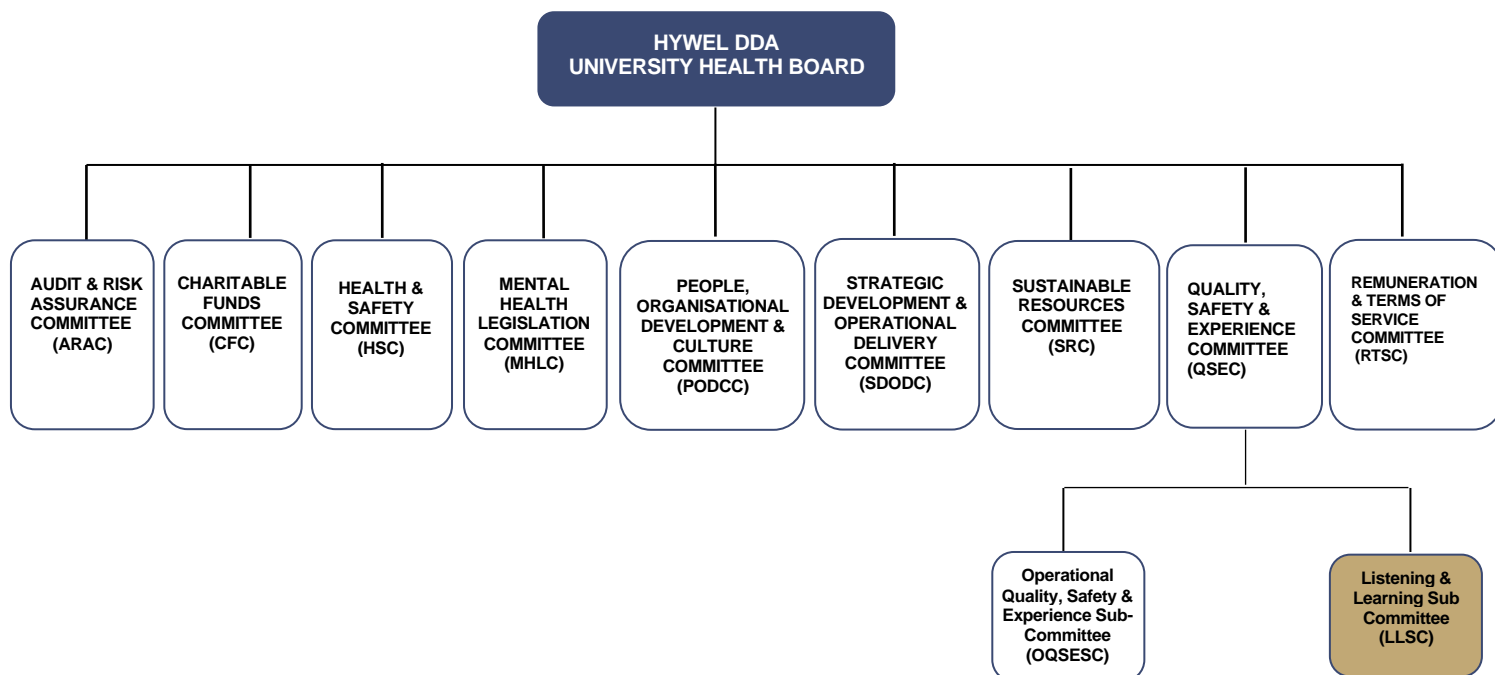 HYWEL DDA
UNIVERSITY HEALTH BOARD
AUDIT & RISK
ASSURANCE
COMMITTEE
(ARAC)
CHARITABLE
FUNDS
COMMITTEE
(CFC)
HEALTH &
SAFETY
COMMITTEE
(HSC)
MENTAL
HEALTH
LEGISLATION
COMMITTEE
(MHLC)
PEOPLE,
ORGANISATIONAL
DEVELOPMENT &
CULTURE
COMMITTEE
(PODCC)
STRATEGIC
DEVELOPMENT &
OPERATIONAL
DELIVERY
COMMITTEE
(SDODC)
SUSTAINABLE
RESOURCES
COMMITTEE
(SRC)
QUALITY,
SAFETY &
EXPERIENCE
COMMITTEE
(QSEC)
REMUNERATION
& TERMS OF
SERVICE
COMMITTEE
(RTSC)
Operational
Quality, Safety &
Experience Sub-
Committee
(OQSESC)
Listening &
Learning Sub
Committee
(LLSC)